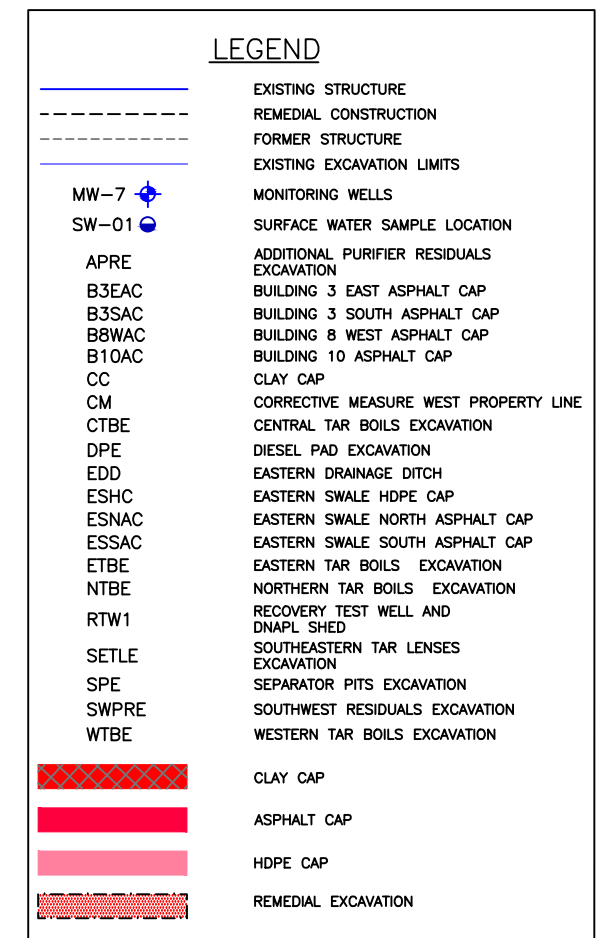 LEGEND
EXISTING STRUCTURE
REMEDIAL CONSTRUCTION
FORMER STRUCTURE
EXISTING EXCAVATION LIMITS
MW-7 MONITORING WELLS
SW-01 SURFACE WATER SAMPLE LOCATION
APRE ADDITIONAL PURIFIER RESIDUALS
EXCAVATION
B3EAC BUILDING 3 EAST ASPHALT CAP
B3SAC BUILDING 3 SOUTH ASPHALT CAP
B8WAC BUILDING 8 WEST ASPHALT CAP
B10AC BUILDING 10 ASPHALT CAP
CC CLAY CAP
CM CORRECTIVE MEASURE WEST PROPERTY LINE
CTBE CENTRAL TAR BOILS EXCAVATION
DPE DIESEL PAD EXCAVATION
EDD EASTERN DRAINAGE DITCH
ESHC EASTERN SWALE HDPE CAP
ESNAC EASTERN SWALE NORTH ASPHALT CAP
ESSAC EASTERN SWALE SOUTH ASPHALT CAP
ETBE EASTERN TAR BOILS EXCAVATION
NTBE NORTHERN TAR BOILS EXCAVATION
RTW1 RECOVERY TEST WELL AND
DNAPL SHED
SETLE SOUTHEASTERN TAR LENSES
EXCAVATION
SPE SEPARATOR PITS EXCAVATION
SWPRE SOUTHWEST RESIDUALS EXCAVATION
WTBE WESTERN TAR BOILS EXCAVATION
CLAY CAP
ASPHALT CAP
HDPE CAP
REMEDIAL EXCAVATION